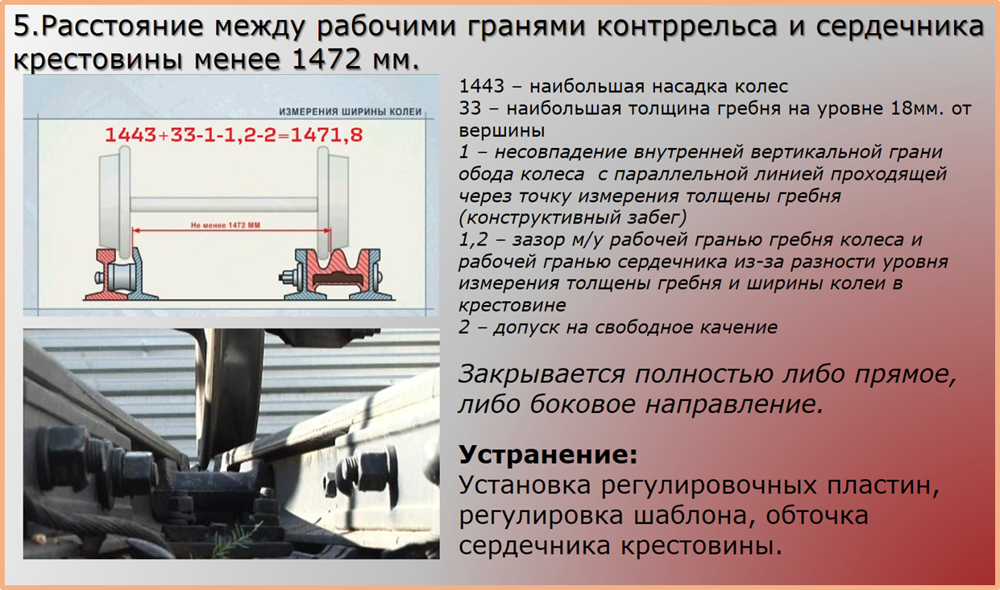 5.Расстояние между рабочими гранями контррельса и сердечника
крестовины менее 1472 мм.
ИЗМЕРЕНИЯ ШИРИНЫ КОЛЕИ
1443+33-1-1,2-2=1471,8
Не менее 1472 ММ
1443 – наибольшая насадка колес
33 – наибольшая толщина гребня на уровне 18мм. от
вершины
1 – несовпадение внутренней вертикальной грани
обода колеса с параллельной линией проходящей
через точку измерения толщены гребня
(конструктивный забег)
1,2 – зазор м/у рабочей гранью гребня колеса и
рабочей гранью сердечника из-за разности уровня
измерения толщены гребня и ширины колеи в
крестовине
2 – допуск на свободное качение
Закрывается полностью либо прямое,
либо боковое направление.
Устранение:
Установка регулировочных пластин,
регулировка шаблона, обточка
сердечника крестовины.